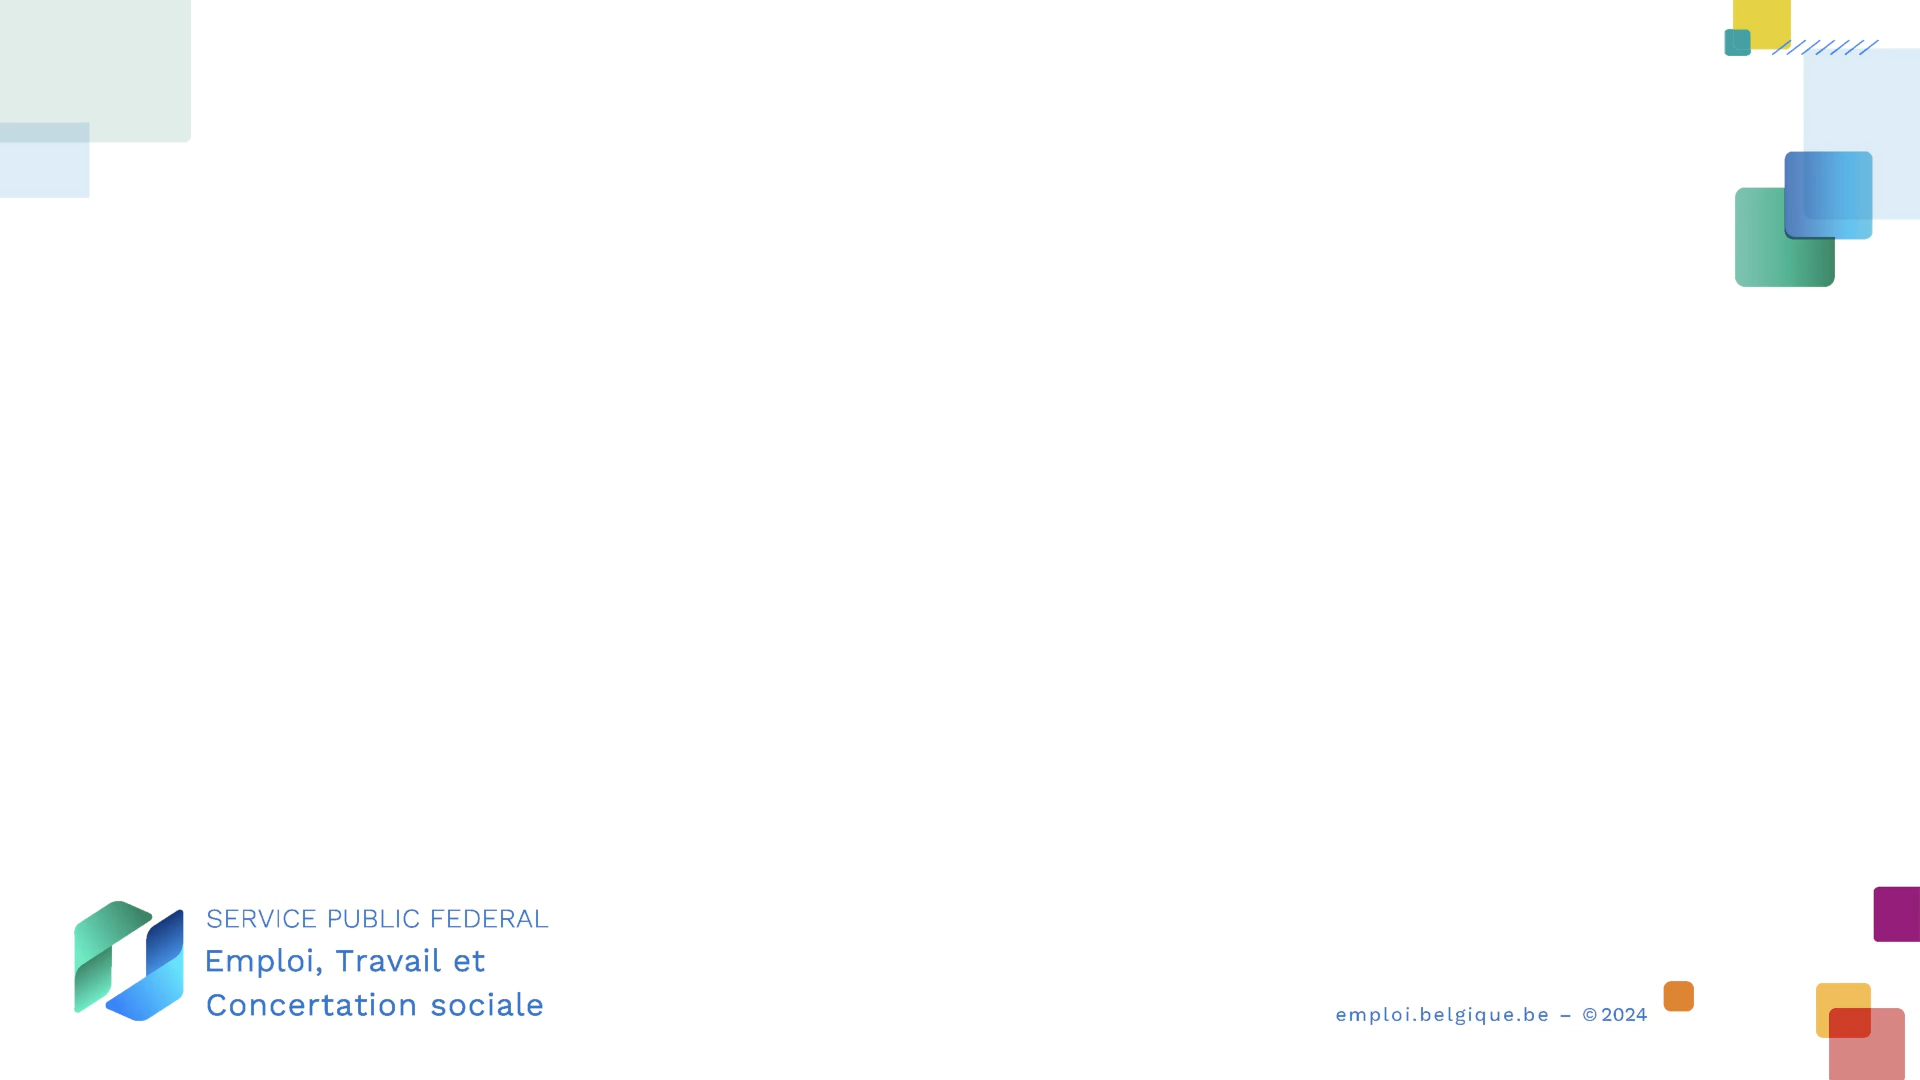 SERVICE PUBLIC FEDERAL
Emploi, Travail et
Concertation sociale
emploi.belgique.be – ©2024